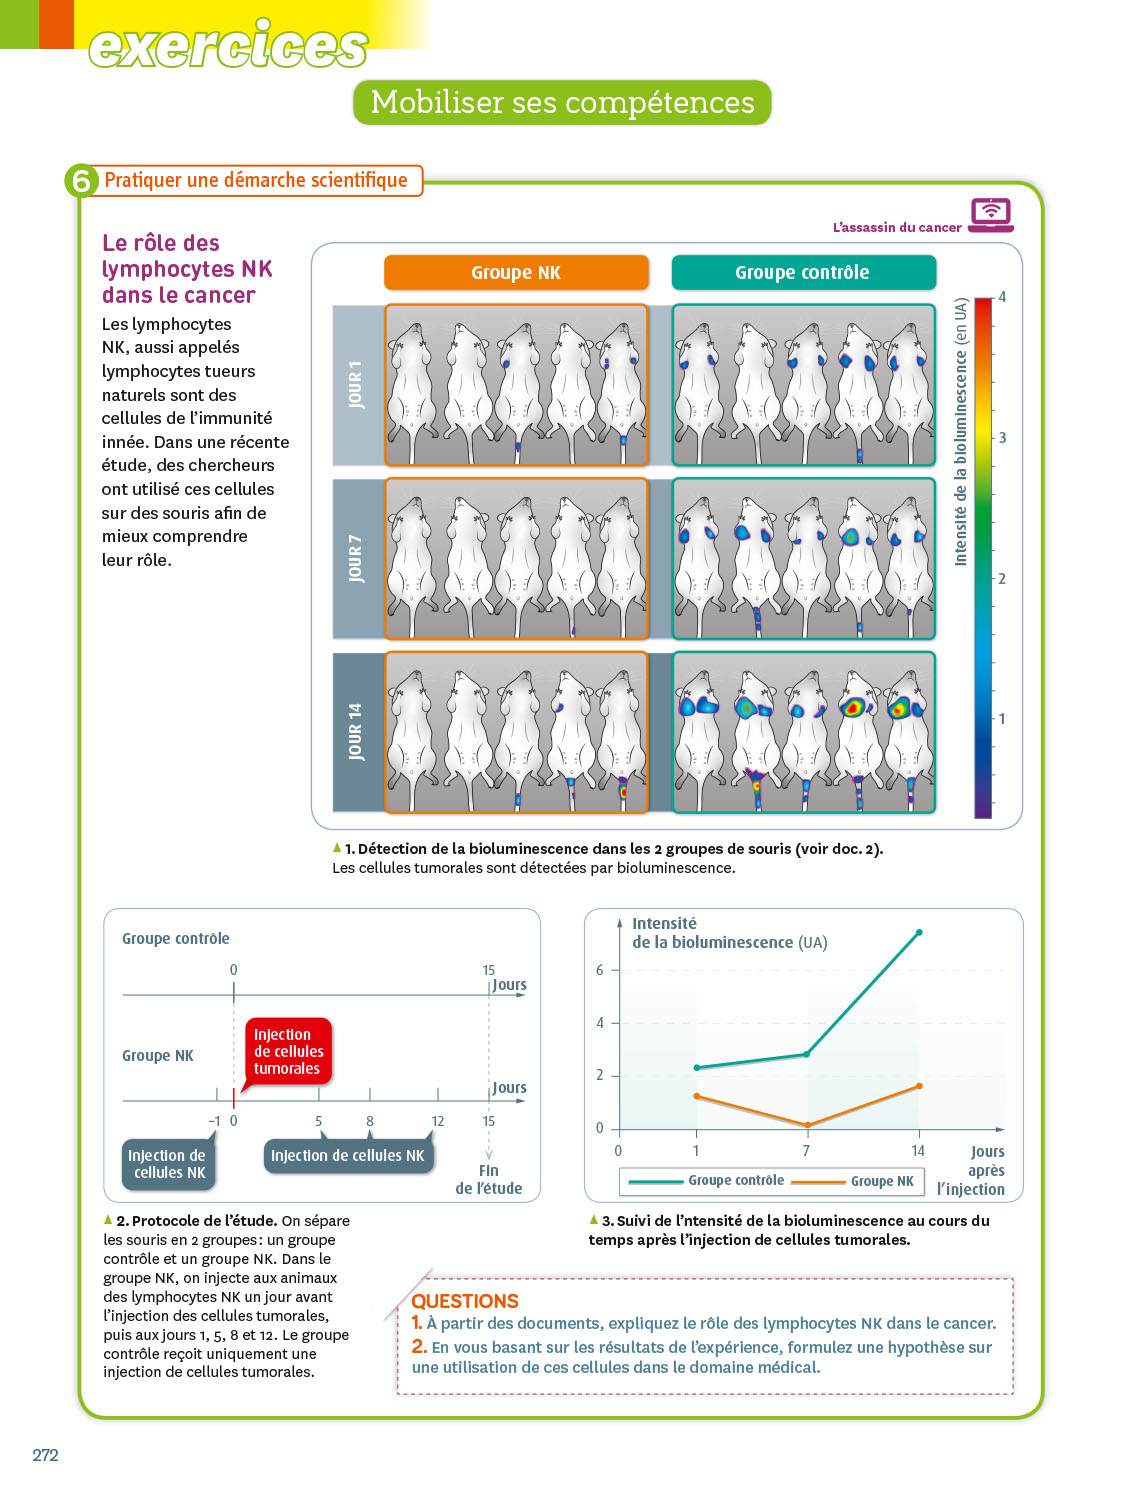 exercices
Mobiliser ses compétences
6 Pratiquer une démarche scientifique
L'assassin du cancer
Le rôle des
lymphocytes NK
dans le cancer
Les lymphocytes
NK, aussi appelés
lymphocytes tueurs
naturels sont des
cellules de l'immunité
innée. Dans une récente
étude, des chercheurs
ont utilisé ces cellules
sur des souris afin de
mieux comprendre
leur rôle.
Groupe NK
Groupe contrôle
JOUR 1
JOUR 7
JOUR 14
Intensité de la bioluminescence (en UA)
4
3
2
1
1. Détection de la bioluminescence dans les 2 groupes de souris (voir doc. 2).
Les cellules tumorales sont détectées par bioluminescence.
Groupe contrôle
0
15
Jours
Injection
de cellules
tumorales
Groupe NK
Jours
–1 0 5 8 12 15
Injection de
cellules NK
Injection de cellules NK
Fin
de l'étude
2. Protocole de l'étude. On sépare
les souris en 2 groupes : un groupe
contrôle et un groupe NK. Dans le
groupe NK, on injecte aux animaux
des lymphocytes NK un jour avant
l'injection des cellules tumorales,
puis aux jours 1, 5, 8 et 12. Le groupe
contrôle reçoit uniquement une
injection de cellules tumorales.
Intensité
de la bioluminescence (UA)
6
4
2
0
0 1 7 14
Jours
après
l'injection
Groupe contrôle
Groupe NK
3. Suivi de l'ntensité de la bioluminescence au cours du
temps après l'injection de cellules tumorales.
QUESTIONS
1. À partir des documents, expliquez le rôle des lymphocytes NK dans le cancer.
2. En vous basant sur les résultats de l'expérience, formulez une hypothèse sur
une utilisation de ces cellules dans le domaine médical.
272